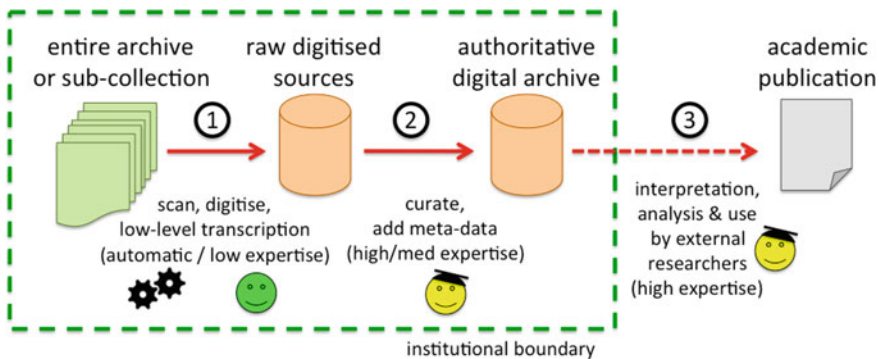 entire archive
or sub-collection
raw digitised
sources
authoritative
digital archive
academic
publication
1
2
3
scan, digitise,
low-level transcription
(automatic / low expertise)
curate,
add meta-data
(high/med expertise)
interpretation,
analysis & use
by external
researchers
(high expertise)
institutional boundary